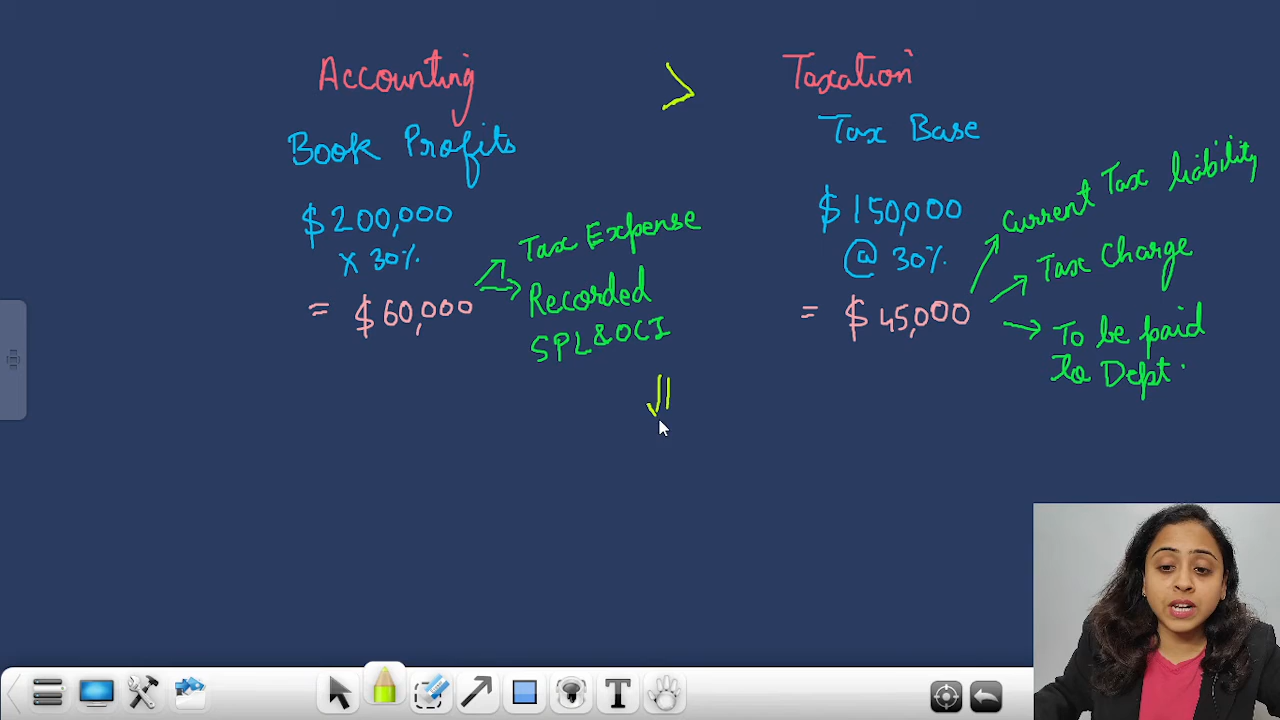 Accounting
>
Taxation
Book Profits
Tax Base
$200,000
x 30%
= $60,000
Tax Expense
Recorded
SPL&OCI
$150,000
@ 30%
= $45,000
Current Tax liability
Tax Charge
To be paid
To Dept.
T